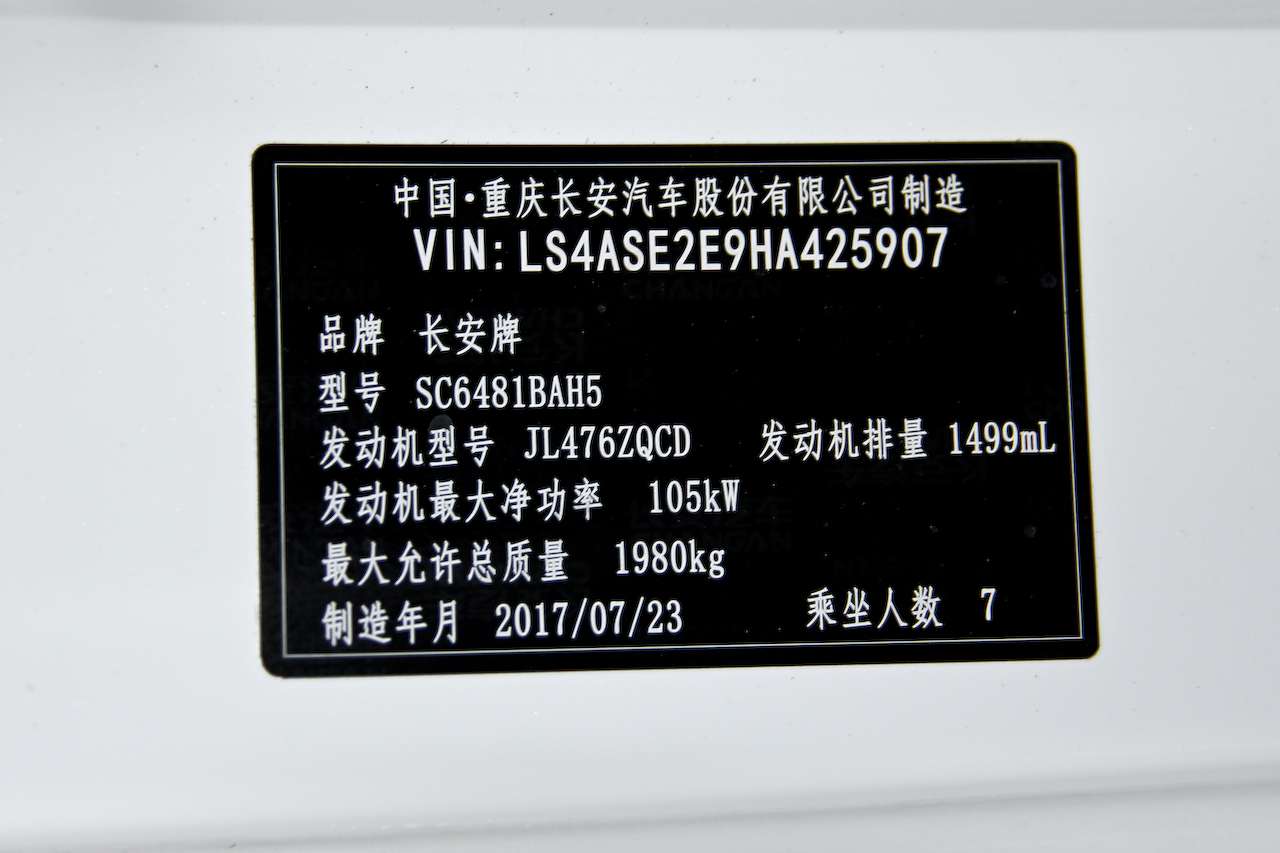 中国·重庆长安汽车股份有限公司制造
VIN: LS4ASE2E9HA425907
品牌 长安牌
型号 SC6481BAH5
发动机型号 JL476ZQCD 发动机排量 1499mL
发动机最大净功率 105kW
最大允许总质量 1980kg
制造年月 2017/07/23 乘坐人数 7